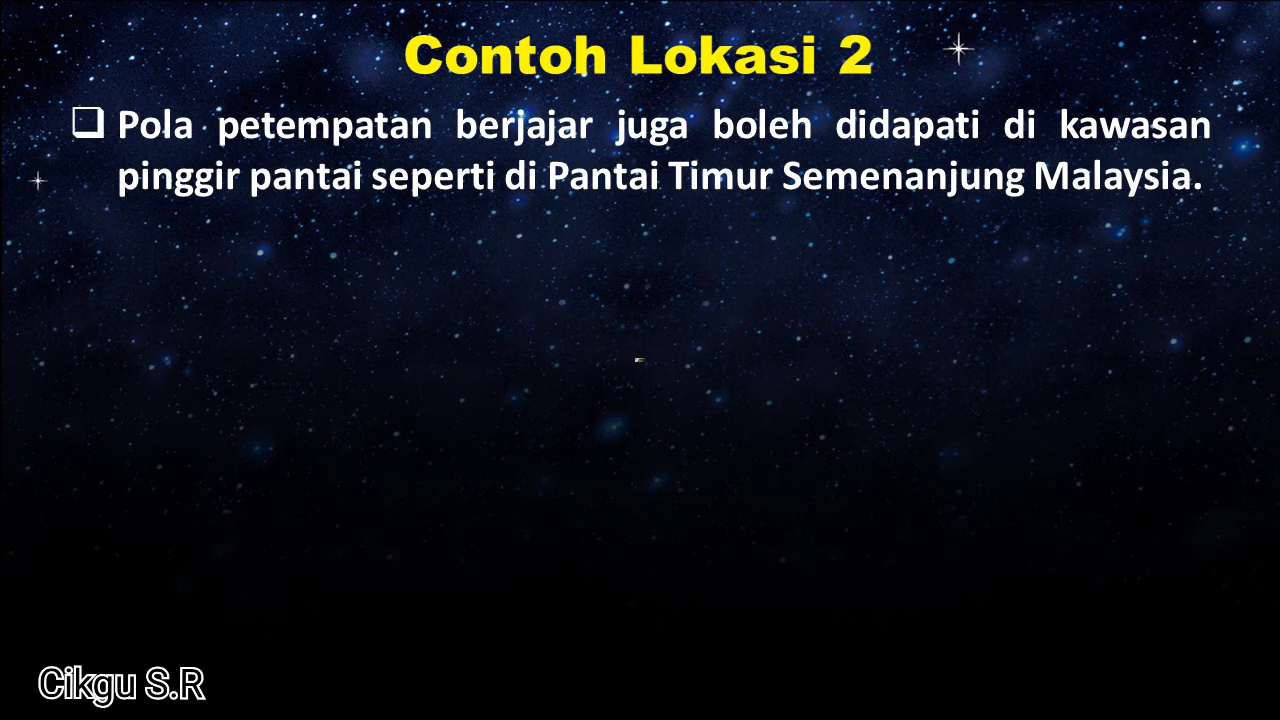 Contoh Lokasi 2
❑ Pola petempatan berjajar juga boleh didapati di kawasan
pinggir pantai seperti di Pantai Timur Semenanjung Malaysia.
Cikgu S.R